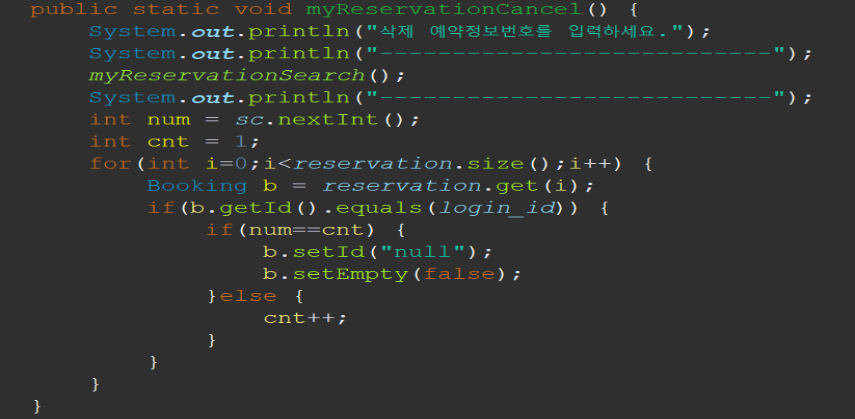 public static void myReservationCancel() {
System.out.println("삭제 예약정보번호를 입력하세요.");
System.out.println("---------------------------");
myReservationSearch();
System.out.println("---------------------------");
int num = sc.nextInt();
int cnt = 1;
for(int i=0;i<reservation.size();i++) {
Booking b = reservation.get(i);
if(b.getId().equals(login_id)) {
if(num==cnt) {
b.setId("null");
b.setEmpty(false);
}else {
cnt++;
}
}
}
}